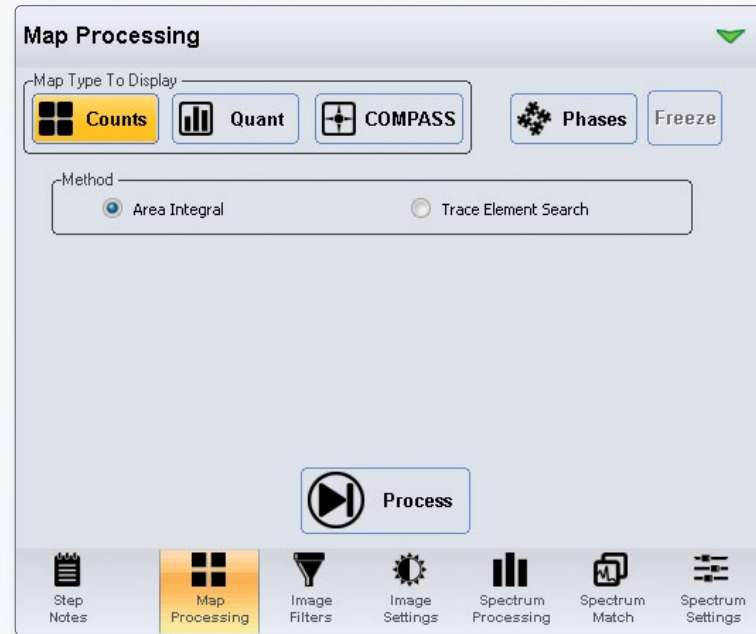 Map Processing
Map Type To Display
Counts
Quant
COMPASS
Phases
Freeze
Method
Area Integral
Trace Element Search
Process
Step
Notes
Map
Processing
Image
Filters
Image
Settings
Spectrum
Processing
Spectrum
Match
Spectrum
Settings